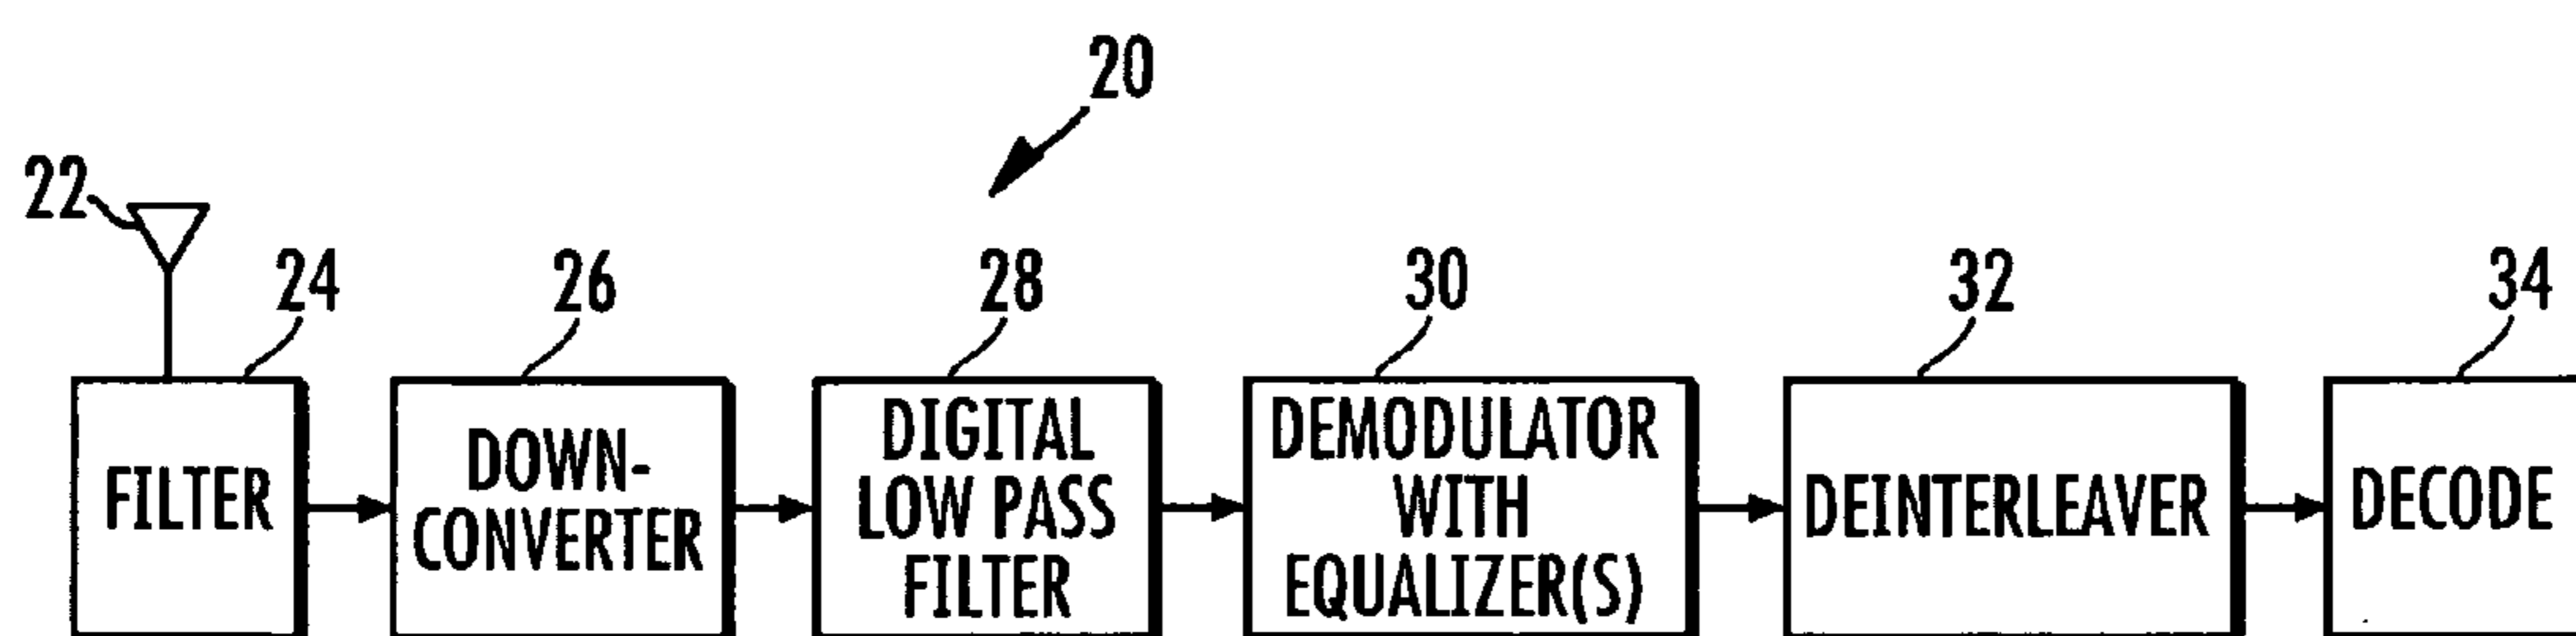 20
22
24
26
28
30
32
34
FILTER
DOWN-
CONVERTER
DIGITAL
LOW PASS
FILTER
DEMODULATOR
WITH
EQUALIZER(S)
DEINTERLEAVER
DECODE